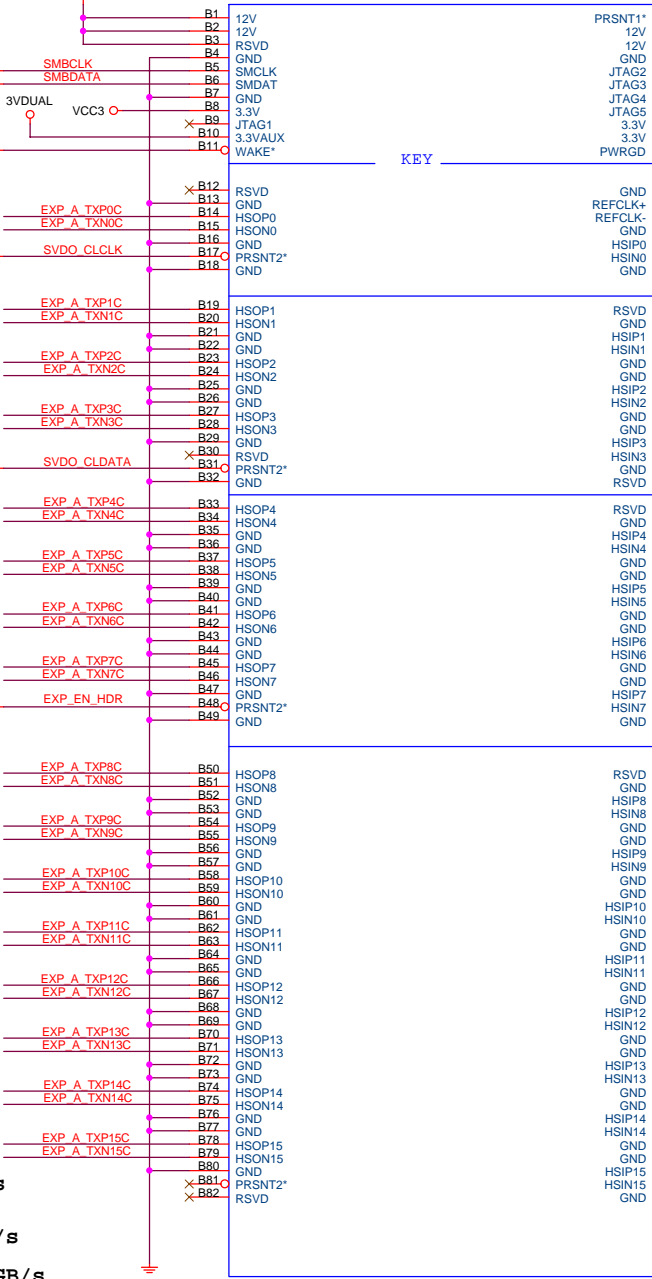 B1 12V PRSNT1*
B2 12V 12V
B3 RSVD 12V
B4 GND GND
SMBCLK B5 SMCLK JTAG2
SMBDATA B6 SMDAT JTAG3
B7 GND JTAG4
3VDUAL VCC3 B8 3.3V JTAG5
B9 JTAG1 3.3V
B10 3.3VAUX 3.3V
B11 WAKE* PWRGD
KEY
B12 RSVD GND
B13 GND REFCLK+
EXP_A_TXP0C B14 HSOP0 REFCLK-
EXP_A_TXN0C B15 HSON0 GND
B16 GND HSIP0
SVDO_CLCLK B17 PRSNT2* HSIN0
B18 GND GND
EXP_A_TXP1C B19 HSOP1 RSVD
EXP_A_TXN1C B20 HSON1 GND
B21 GND HSIP1
B22 GND HSIN1
EXP_A_TXP2C B23 HSOP2 GND
EXP_A_TXN2C B24 HSON2 GND
B25 GND HSIP2
B26 GND HSIN2
EXP_A_TXP3C B27 HSOP3 GND
EXP_A_TXN3C B28 HSON3 GND
B29 GND HSIP3
B30 RSVD HSIN3
SVDO_CLDATA B31 PRSNT2* GND
B32 GND RSVD
EXP_A_TXP4C B33 HSOP4 RSVD
EXP_A_TXN4C B34 HSON4 GND
B35 GND HSIP4
B36 GND HSIN4
EXP_A_TXP5C B37 HSOP5 GND
EXP_A_TXN5C B38 HSON5 GND
B39 GND HSIP5
B40 GND HSIN5
EXP_A_TXP6C B41 HSOP6 GND
EXP_A_TXN6C B42 HSON6 GND
B43 GND HSIP6
B44 GND HSIN6
EXP_A_TXP7C B45 HSOP7 GND
EXP_A_TXN7C B46 HSON7 GND
B47 GND HSIP7
EXP_EN_HDR B48 PRSNT2* HSIN7
B49 GND GND
EXP_A_TXP8C B50 HSOP8 RSVD
EXP_A_TXN8C B51 HSON8 GND
B52 GND HSIP8
B53 GND HSIN8
EXP_A_TXP9C B54 HSOP9 GND
EXP_A_TXN9C B55 HSON9 GND
B56 GND HSIP9
B57 GND HSIN9
EXP_A_TXP10C B58 HSOP10 GND
EXP_A_TXN10C B59 HSON10 GND
B60 GND HSIP10
B61 GND HSIN10
EXP_A_TXP11C B62 HSOP11 GND
EXP_A_TXN11C B63 HSON11 GND
B64 GND HSIP11
B65 GND HSIN11
EXP_A_TXP12C B66 HSOP12 GND
EXP_A_TXN12C B67 HSON12 GND
B68 GND HSIP12
B69 GND HSIN12
EXP_A_TXP13C B70 HSOP13 GND
EXP_A_TXN13C B71 HSON13 GND
B72 GND HSIP13
B73 GND HSIN13
EXP_A_TXP14C B74 HSOP14 GND
EXP_A_TXN14C B75 HSON14 GND
B76 GND HSIP14
B77 GND HSIN14
EXP_A_TXP15C B78 HSOP15 GND
EXP_A_TXN15C B79 HSON15 GND
B80 GND HSIP15
s B81 PRSNT2* HSIN15
B82 RSVD GND
/s
GB/s